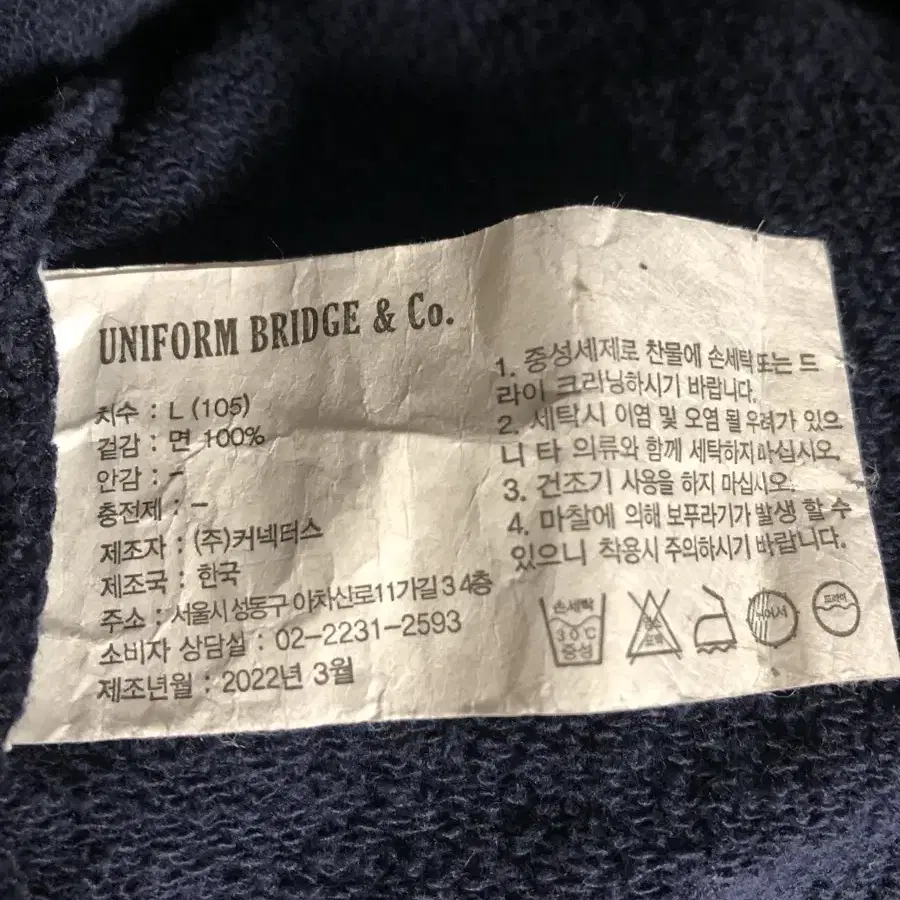 UNIFORM BRIDGE & Co.
치수 : L (105)
겉감 : 면 100%
안감 : -
충전제 : -
제조자 : (주)커넥터스
제조국 : 한국
주소 : 서울시 성동구 아차산로11가길 3 4층
소비자 상담실 : 02-2231-2593
제조년월 : 2022년 3월
1. 중성세제로 찬물에 손세탁 또는 드
라이 크리닝하시기 바랍니다.
2. 세탁시 이염 및 오염 될 우려가 있으
니 타 의류와 함께 세탁하지 마십시오.
3. 건조기 사용을 하지 마십시오.
4. 마찰에 의해 보푸라기가 발생 할 수
있으니 착용시 주의하시기 바랍니다.
손세탁
30℃
중성
표백
뉘어서
드라이